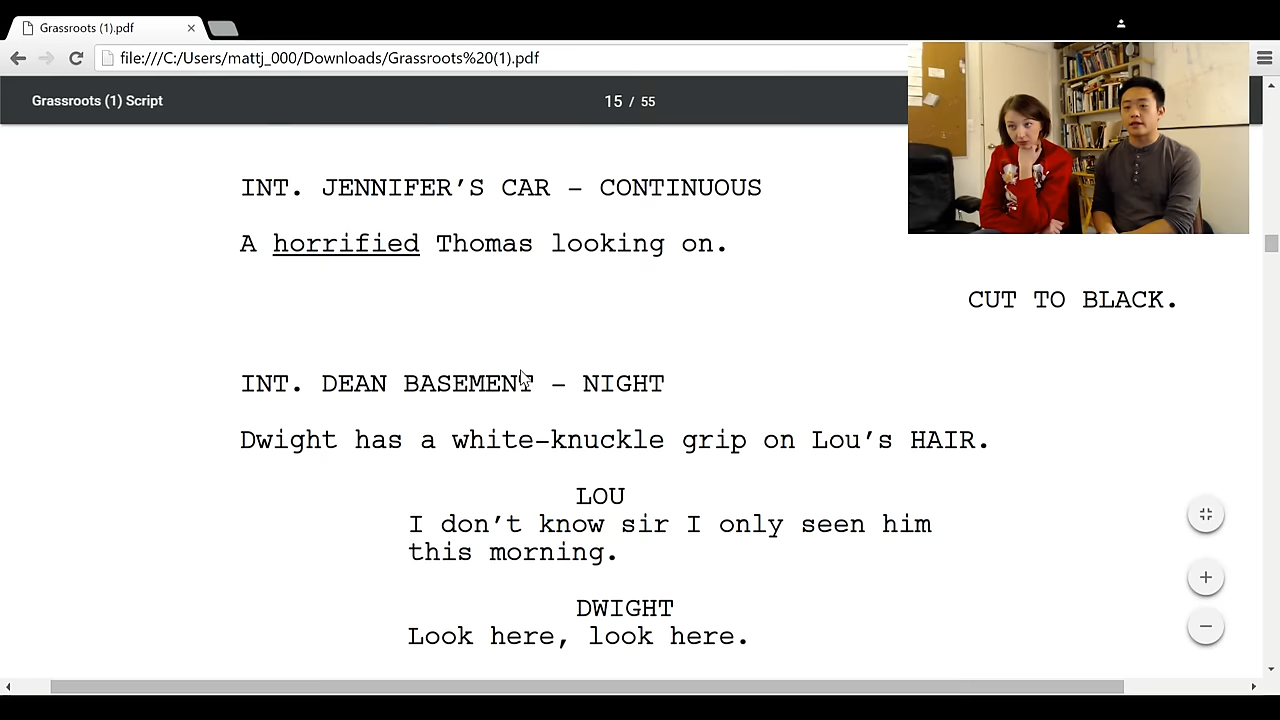 Grassroots (1).pdf
file:///C:/Users/mattj_000/Downloads/Grassroots%20(1).pdf
Grassroots (1) Script
15 / 55
INT. JENNIFER’S CAR – CONTINUOUS
A horrified Thomas looking on.
CUT TO BLACK.
INT. DEAN BASEMENT – NIGHT
Dwight has a white-knuckle grip on Lou’s HAIR.
LOU
I don’t know sir I only seen him
this morning.
DWIGHT
Look here, look here.